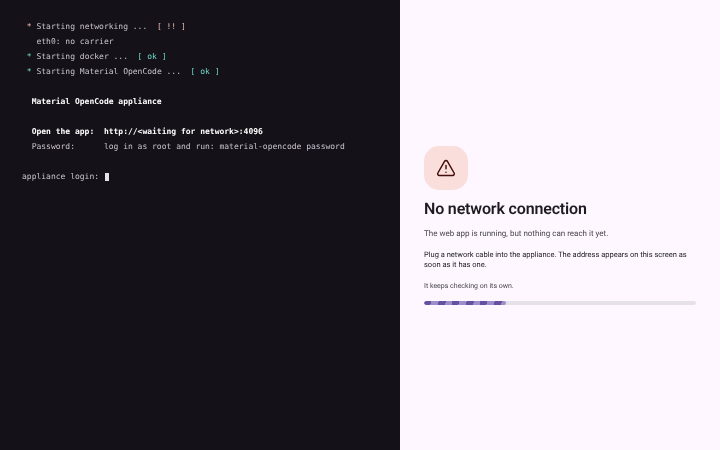 * Starting networking ... [ !! ]
eth0: no carrier
* Starting docker ... [ ok ]
* Starting Material OpenCode ... [ ok ]
Material OpenCode appliance
Open the app: http://<waiting for network>:4096
Password: log in as root and run: material-opencode password
appliance login:
No network connection
The web app is running, but nothing can reach it yet.
Plug a network cable into the appliance. The address appears on this screen as
soon as it has one.
It keeps checking on its own.